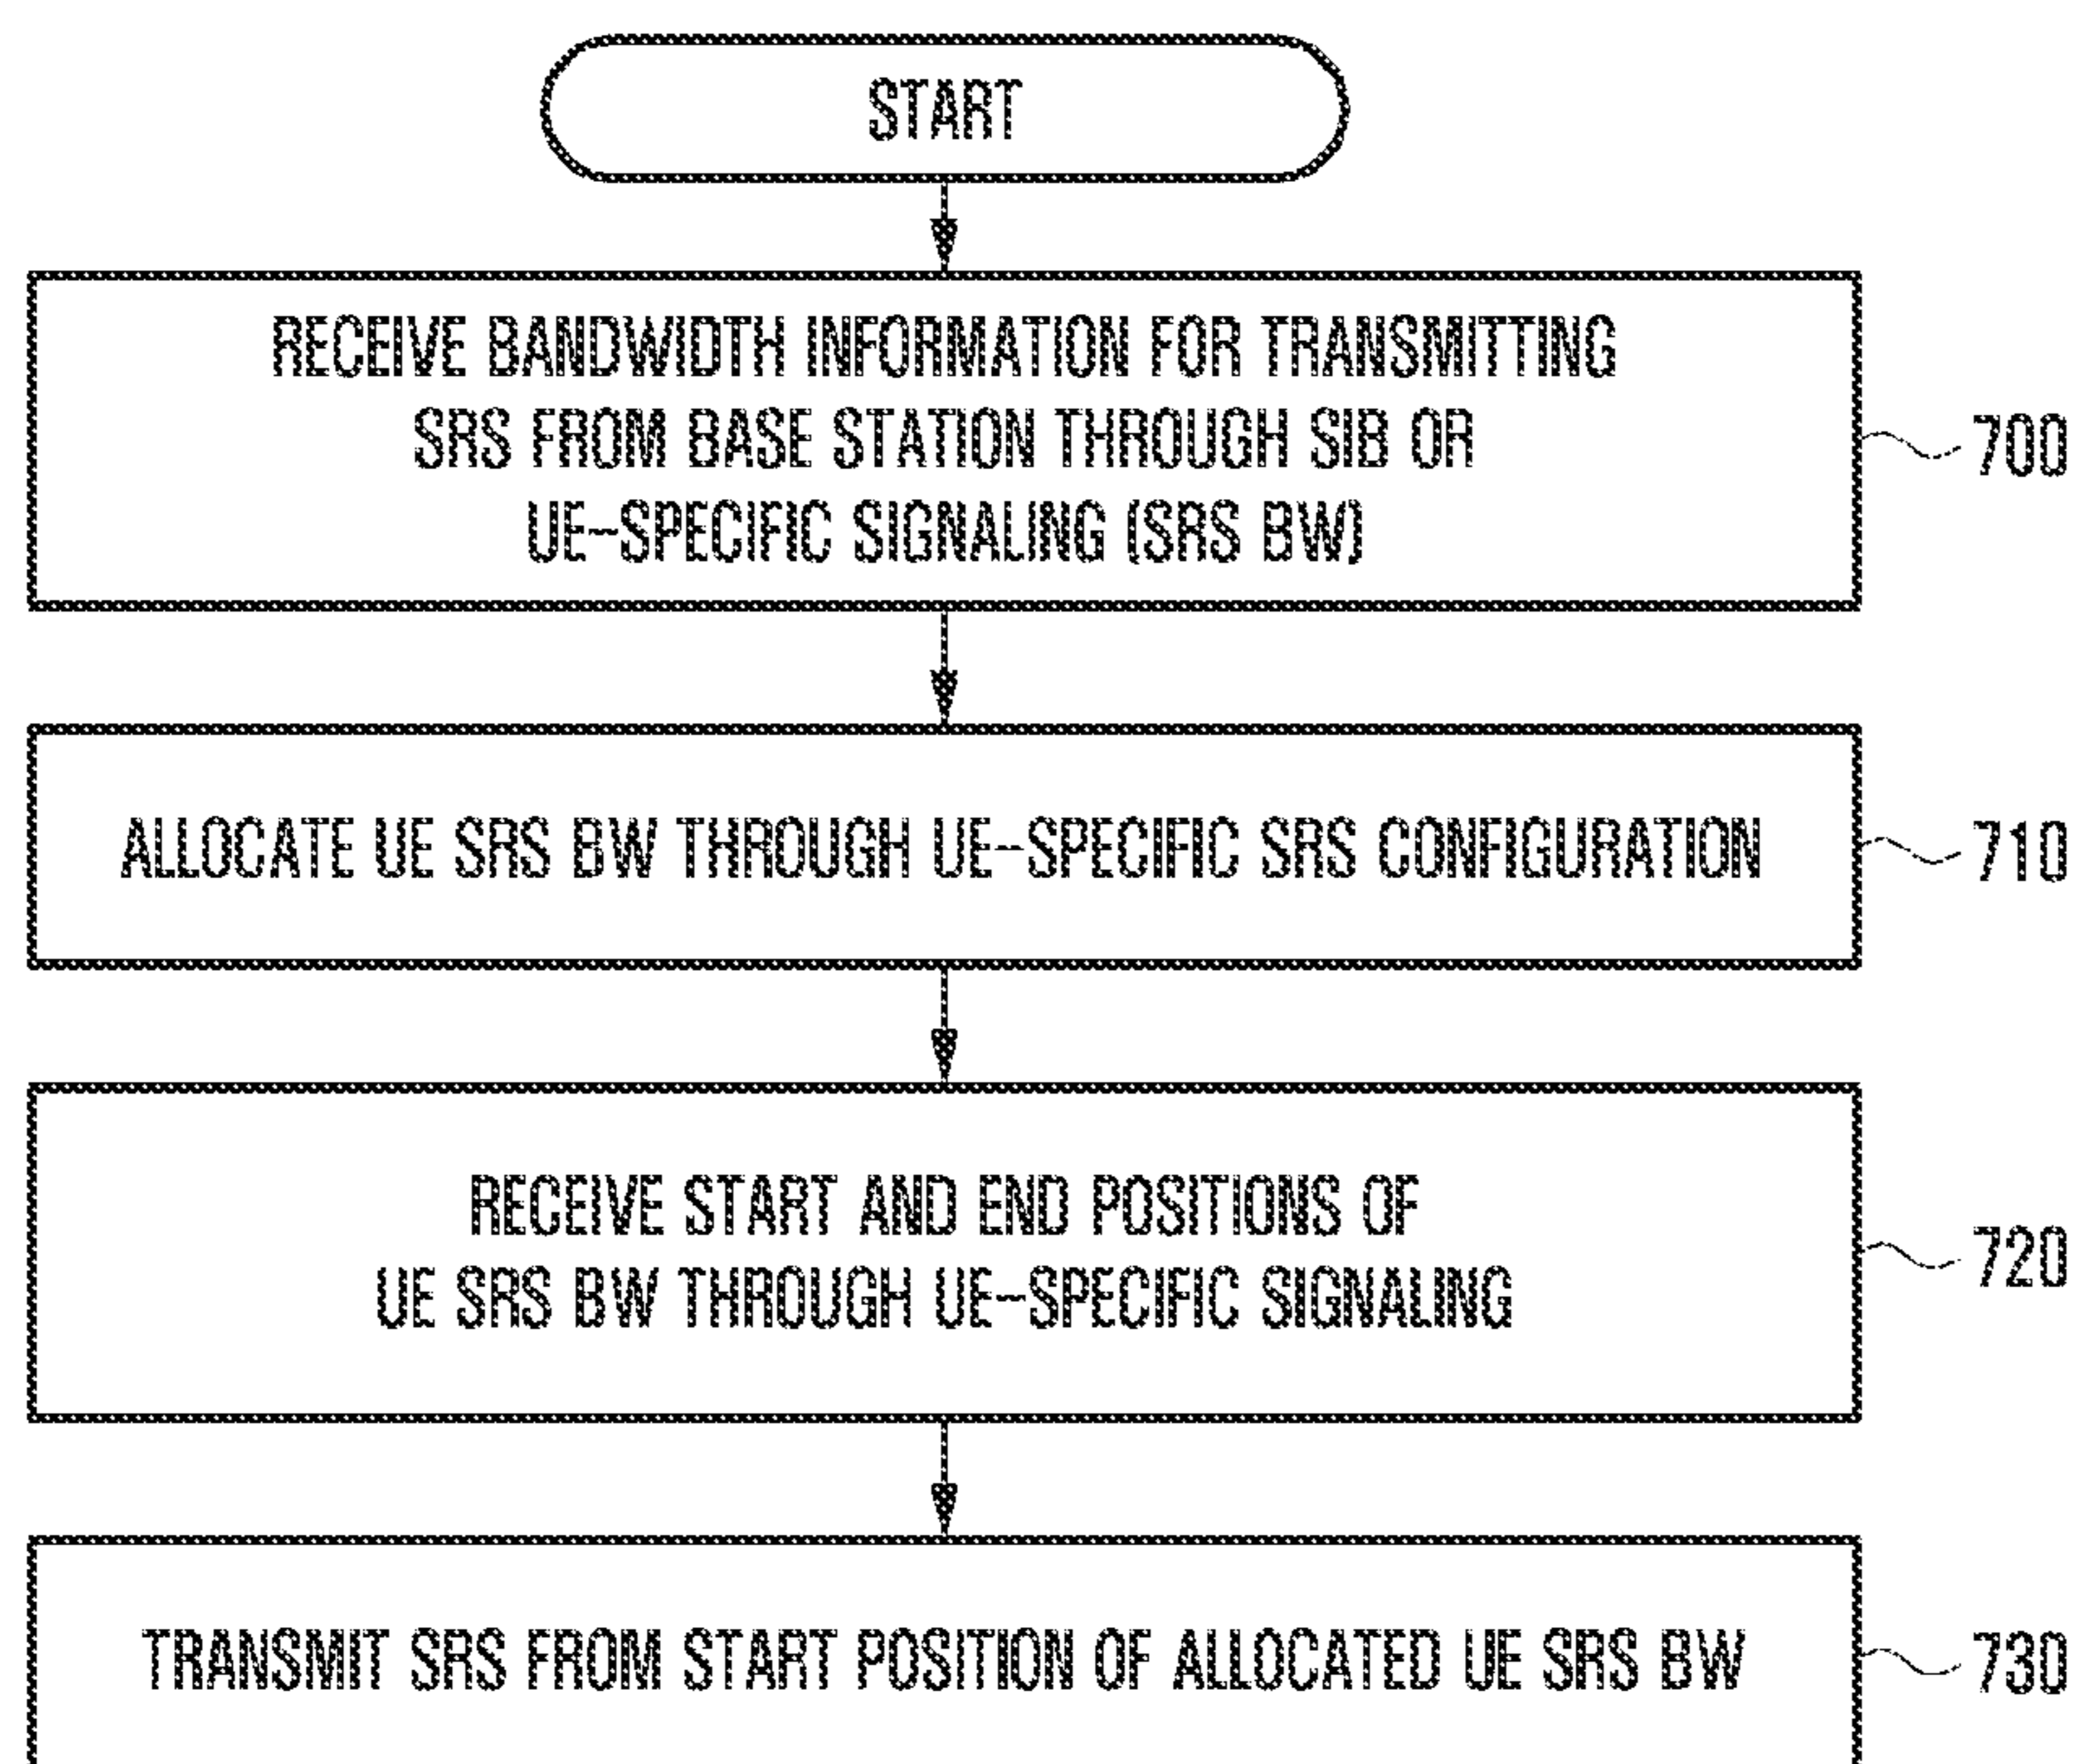 START
RECEIVE BANDWIDTH INFORMATION FOR TRANSMITTING
SRS FROM BASE STATION THROUGH SIB OR
UE-SPECIFIC SIGNALING (SRS BW)
700
ALLOCATE UE SRS BW THROUGH UE-SPECIFIC SRS CONFIGURATION
710
RECEIVE START AND END POSITIONS OF
UE SRS BW THROUGH UE-SPECIFIC SIGNALING
720
TRANSMIT SRS FROM START POSITION OF ALLOCATED UE SRS BW
730